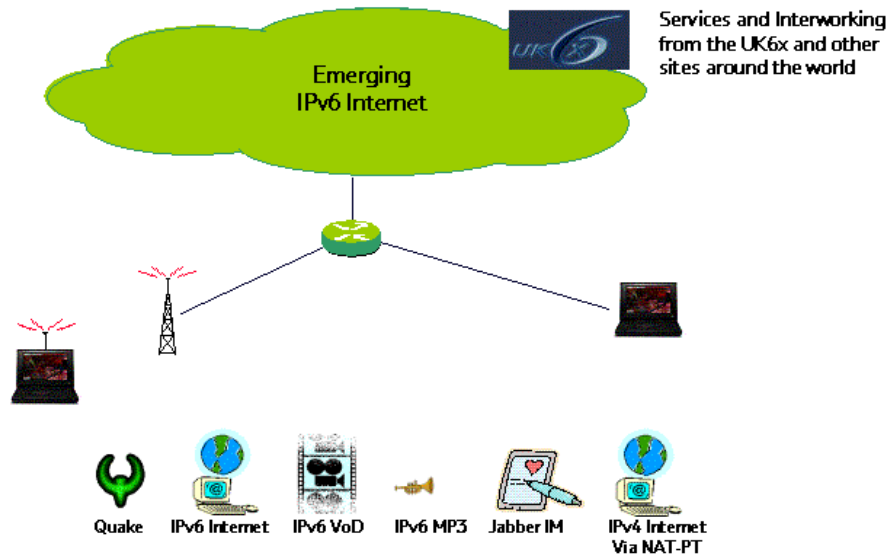 UK6x
Services and Interworking
from the UK6x and other
sites around the world
Emerging
IPv6 Internet
Quake
IPv6 Internet
IPv6 VoD
IPv6 MP3
Jabber IM
IPv4 Internet
Via NAT-PT
@
@